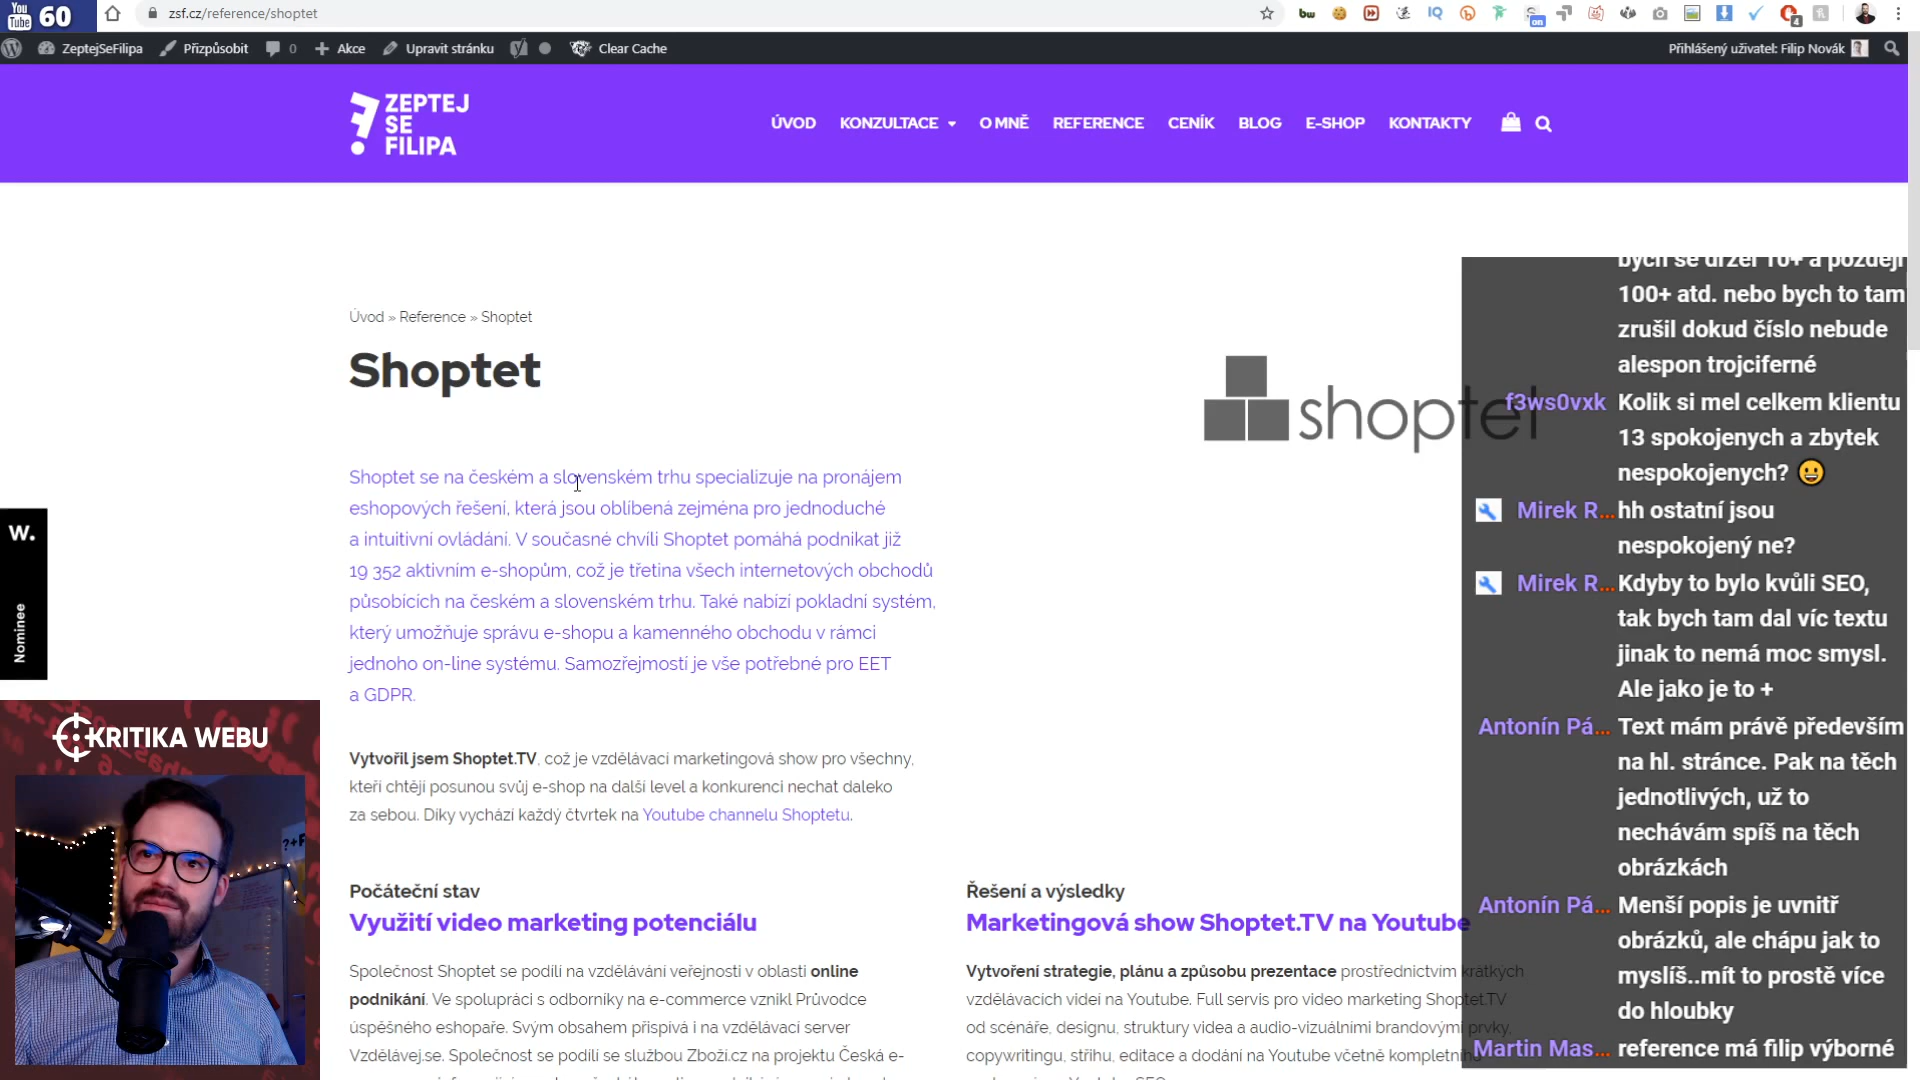 You
Tube 60
zsf.cz/reference/shoptet
ZeptejSeFilipa Přizpůsobit 0 Akce Upravit stránku Clear Cache
Přihlášený uživatel: Filip Novák
ZEPTEJ
SE
FILIPA
ÚVOD KONZULTACE O MNĚ REFERENCE CENÍK BLOG E-SHOP KONTAKTY
Úvod » Reference » Shoptet
Shoptet
shoptet
Shoptet se na českém a slovenském trhu specializuje na pronájem
eshopových řešení, která jsou oblíbená zejména pro jednoduché
a intuitivní ovládání. V současné chvíli Shoptet pomáhá podnikat již
19 352 aktivním e-shopům, což je třetina všech internetových obchodů
působících na českém a slovenském trhu. Také nabízí pokladní systém,
který umožňuje správu e-shopu a kamenného obchodu v rámci
jednoho on-line systému. Samozřejmostí je vše potřebné pro EET
a GDPR.
Vytvořil jsem Shoptet.TV, což je vzdělávací marketingová show pro všechny,
kteří chtějí posunou svůj e-shop na další level a konkurenci nechat daleko
za sebou. Díky vychází každý čtvrtek na Youtube channelu Shoptetu.
Počáteční stav
Využití video marketing potenciálu
Společnost Shoptet se podílí na vzdělávání veřejnosti v oblasti online
podnikání. Ve spolupráci s odborníky na e-commerce vznikl Průvodce
úspěšného eshopaře. Svým obsahem přispívá i na vzdělávací server
Vzdělávej.se. Společnost se podílí se službou Zboží.cz na projektu Česká e-
Řešení a výsledky
Marketingová show Shoptet.TV na Youtube
Vytvoření strategie, plánu a způsobu prezentace prostřednictvím krátkých
vzdělávacích videí na Youtube. Full servis pro video marketing Shoptet.TV
od scénáře, designu, struktury videa a audio-vizuálními brandovými prvky,
copywritingu, střihu, editace a dodání na Youtube včetně kompletního
W.
Nominee
KRITIKA WEBU
bych se držel 10+ a později
100+ atd. nebo bych to tam
zrušil dokud číslo nebude
alespon trojciferné
f3ws0vxk Kolik si mel celkem klientu
13 spokojenych a zbytek
nespokojenych? 😀
Mirek R... hh ostatní jsou
nespokojený ne?
Mirek R... Kdyby to bylo kvůli SEO,
tak bych tam dal víc textu
jinak to nemá moc smysl.
Ale jako je to +
Antonín Pá... Text mám právě především
na hl. stránce. Pak na těch
jednotlivých, už to
nechávám spíš na těch
obrázkách
Antonín Pá... Menší popis je uvnitř
obrázků, ale chápu jak to
myslíš..mít to prostě více
do hloubky
Martin Mas... reference má filip výborné